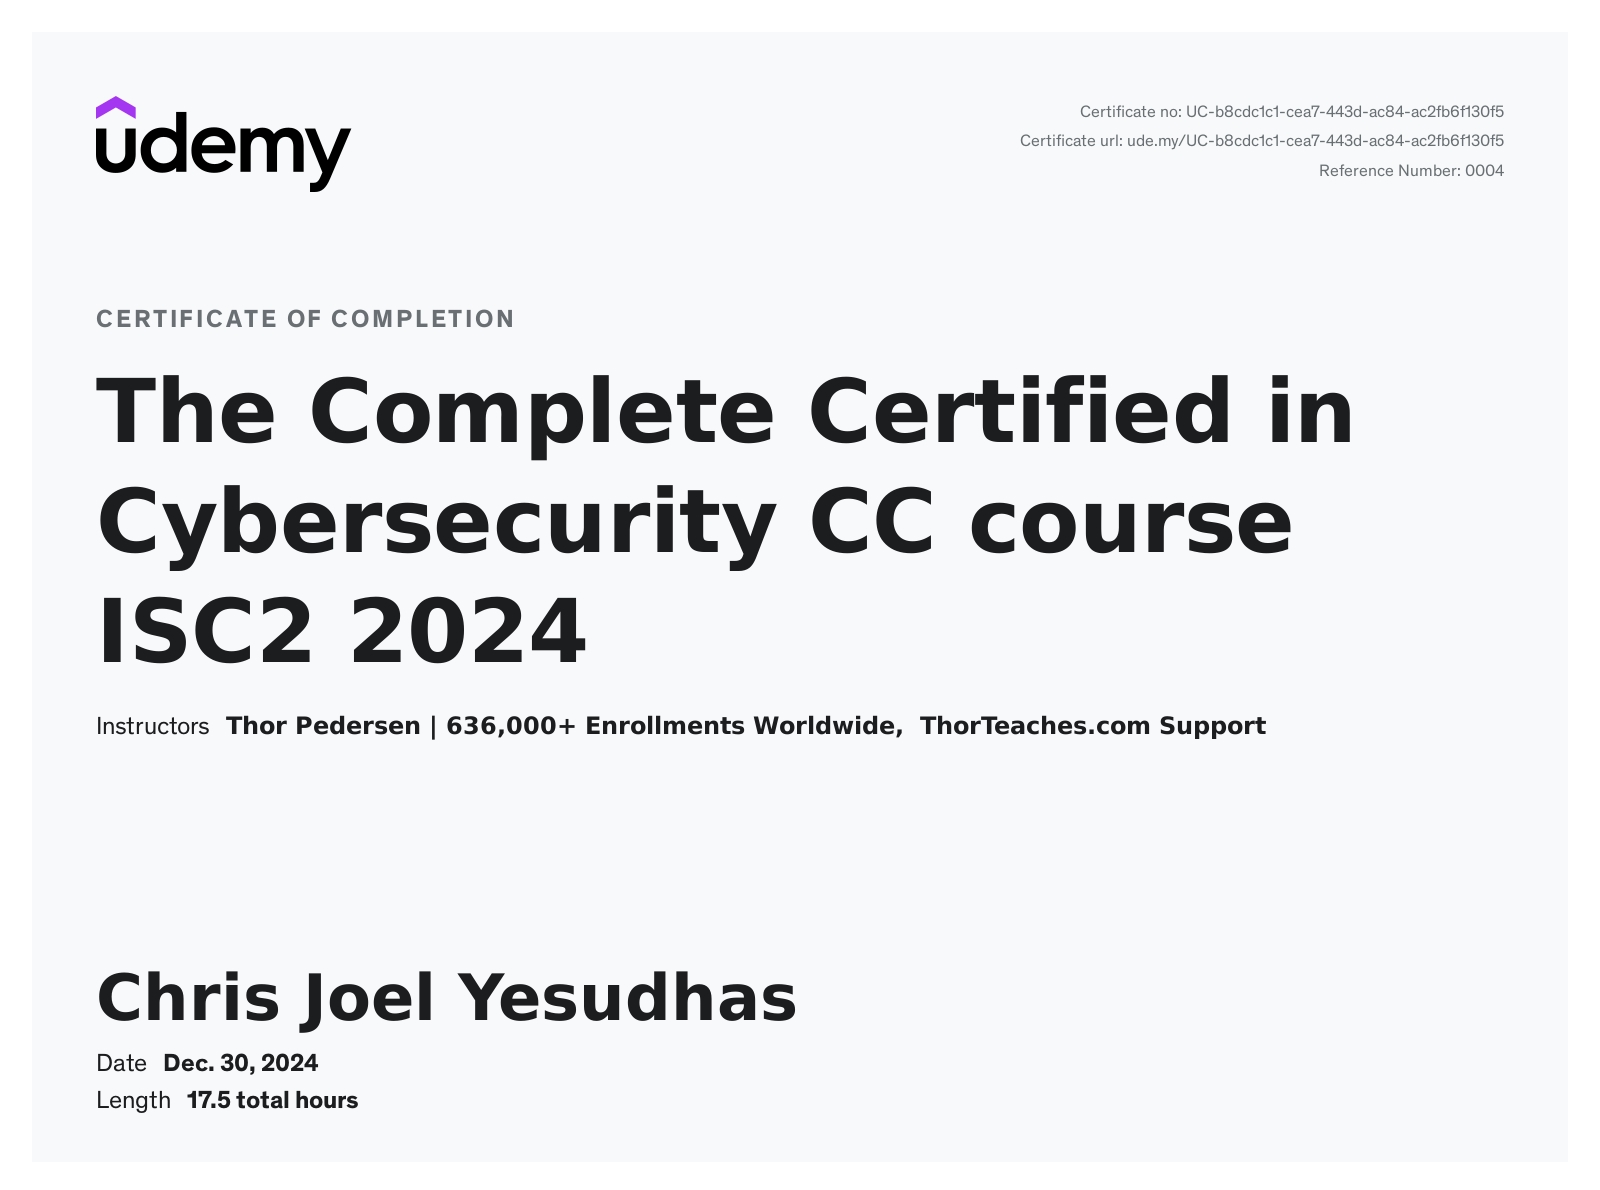 udemy
Certificate no: UC-b8cdc1c1-cea7-443d-ac84-ac2fb6f130f5
Certificate url: ude.my/UC-b8cdc1c1-cea7-443d-ac84-ac2fb6f130f5
Reference Number: 0004
CERTIFICATE OF COMPLETION
The Complete Certified in
Cybersecurity CC course
ISC2 2024
Instructors Thor Pedersen | 636,000+ Enrollments Worldwide, ThorTeaches.com Support
Chris Joel Yesudhas
Date Dec. 30, 2024
Length 17.5 total hours